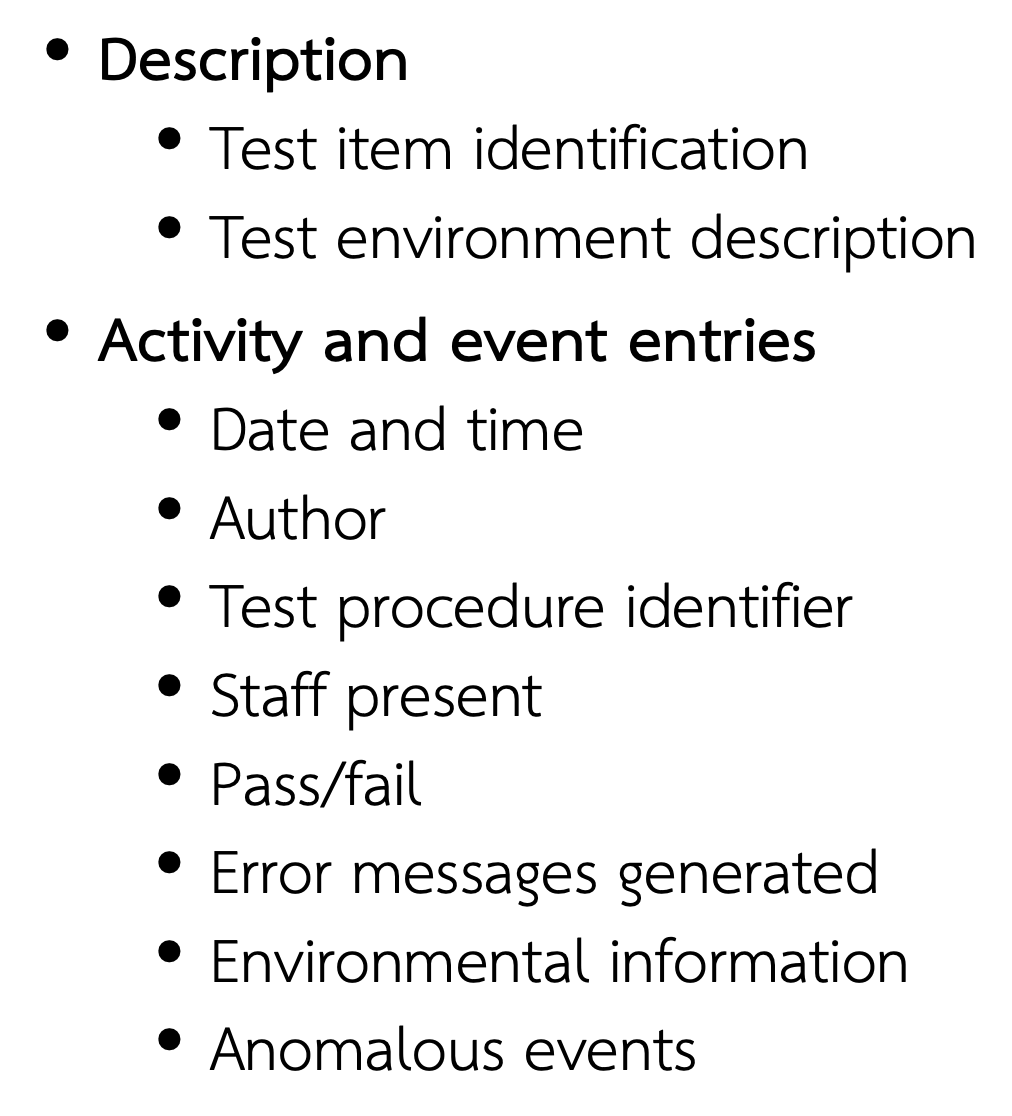 • Description
• Test item identification
• Test environment description
• Activity and event entries
• Date and time
• Author
• Test procedure identifier
• Staff present
• Pass/fail
• Error messages generated
• Environmental information
• Anomalous events